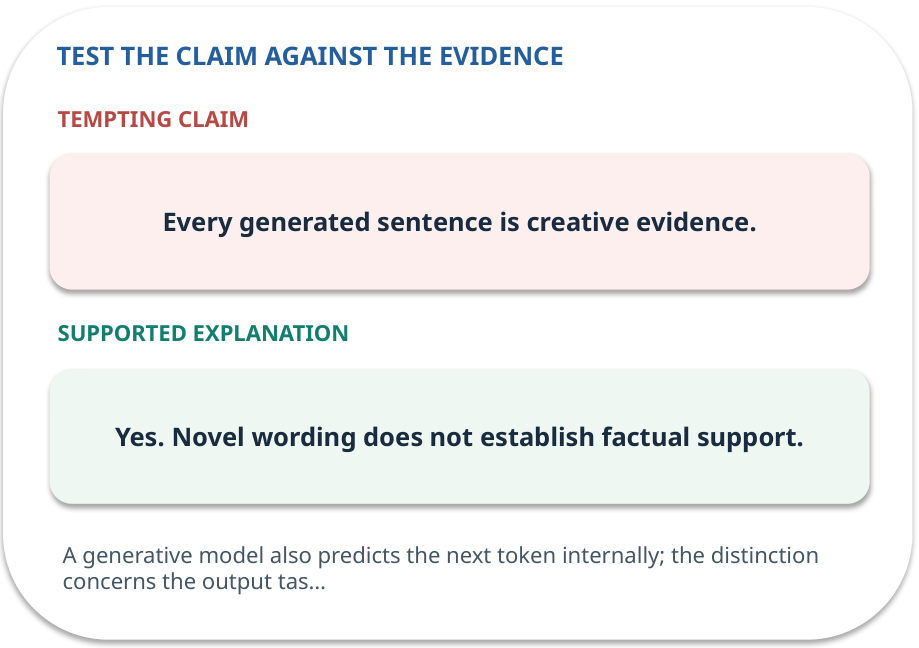 TEST THE CLAIM AGAINST THE EVIDENCE
TEMPTING CLAIM
Every generated sentence is creative evidence.
SUPPORTED EXPLANATION
Yes. Novel wording does not establish factual support.
A generative model also predicts the next token internally; the distinction
concerns the output tas...